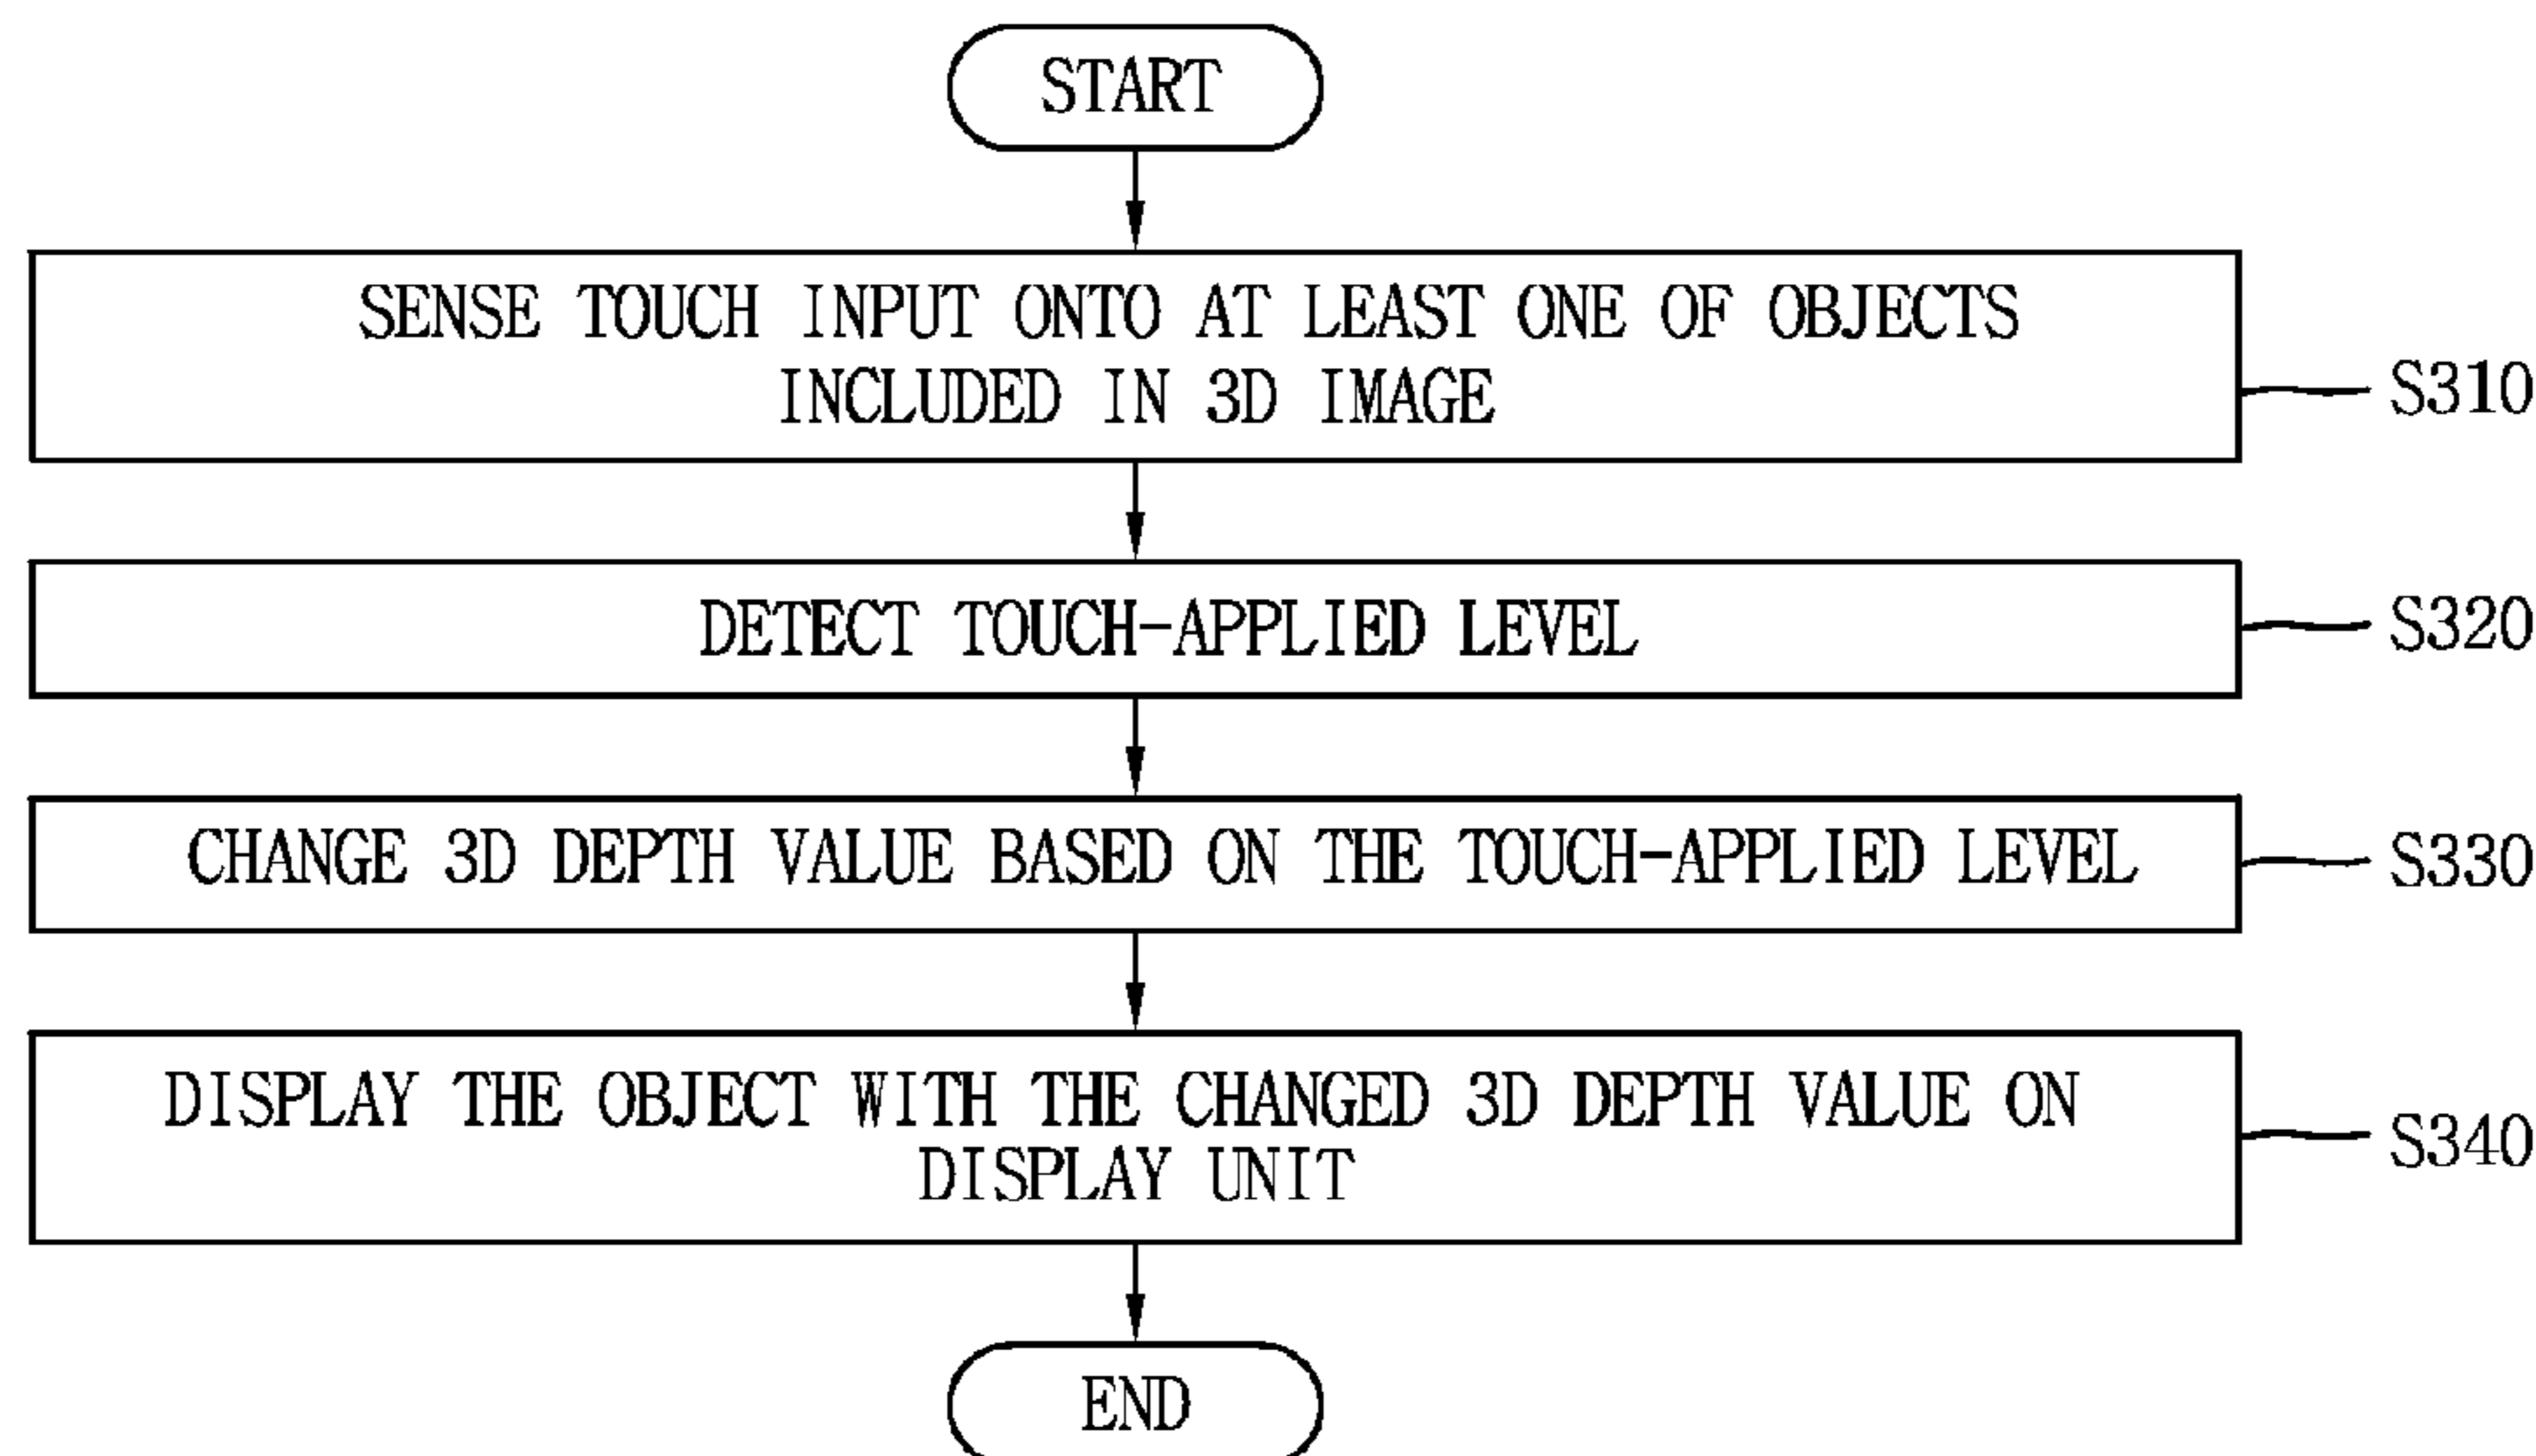 START
SENSE TOUCH INPUT ONTO AT LEAST ONE OF OBJECTS
INCLUDED IN 3D IMAGE
S310
DETECT TOUCH-APPLIED LEVEL
S320
CHANGE 3D DEPTH VALUE BASED ON THE TOUCH-APPLIED LEVEL
S330
DISPLAY THE OBJECT WITH THE CHANGED 3D DEPTH VALUE ON
DISPLAY UNIT
S340
END